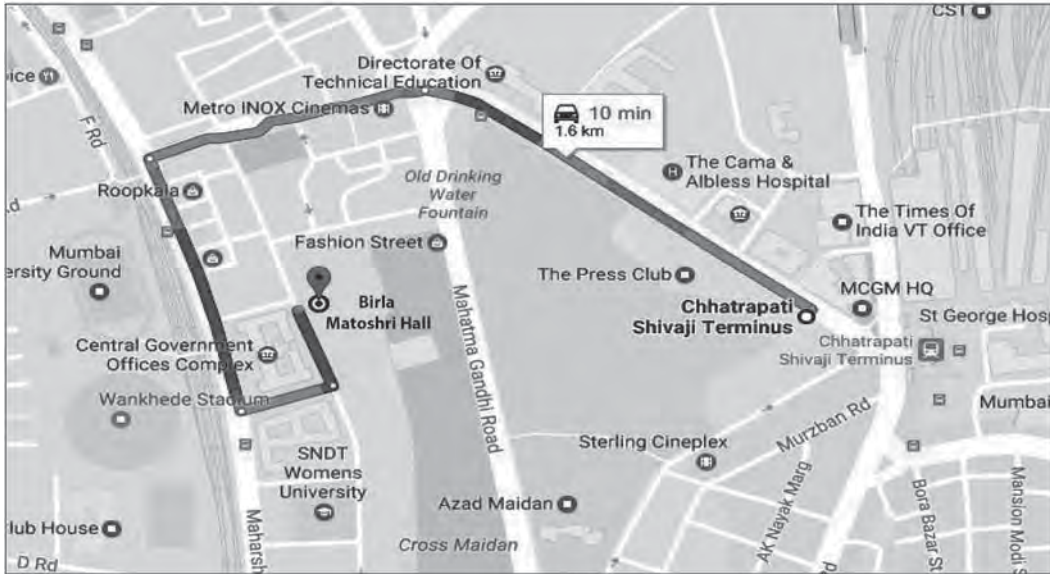 CST
Directorate Of
Technical Education
Metro INOX Cinemas
10 min
1.6 km
F Rd
The Cama &
Albless Hospital
Roopkala
Old Drinking
Water
Fountain
The Times Of
India VT Office
Fashion Street
Mumbai
ersity Ground
The Press Club
Birla
Matoshri Hall
Chhatrapati
Shivaji Terminus
MCGM HQ
St George Hosp
Central Government
Offices Complex
Chhatrapati
Shivaji Terminus
Mahatma Gandhi Road
Wankhede Stadium
Mumbai
Murzban Rd
Sterling Cineplex
SNDT
Womens
University
Azad Maidan
AK Nayak Marg
Bora Bazar St
Mansion Modi S
lub House
Maharsh
Cross Maidan
D Rd
Rd